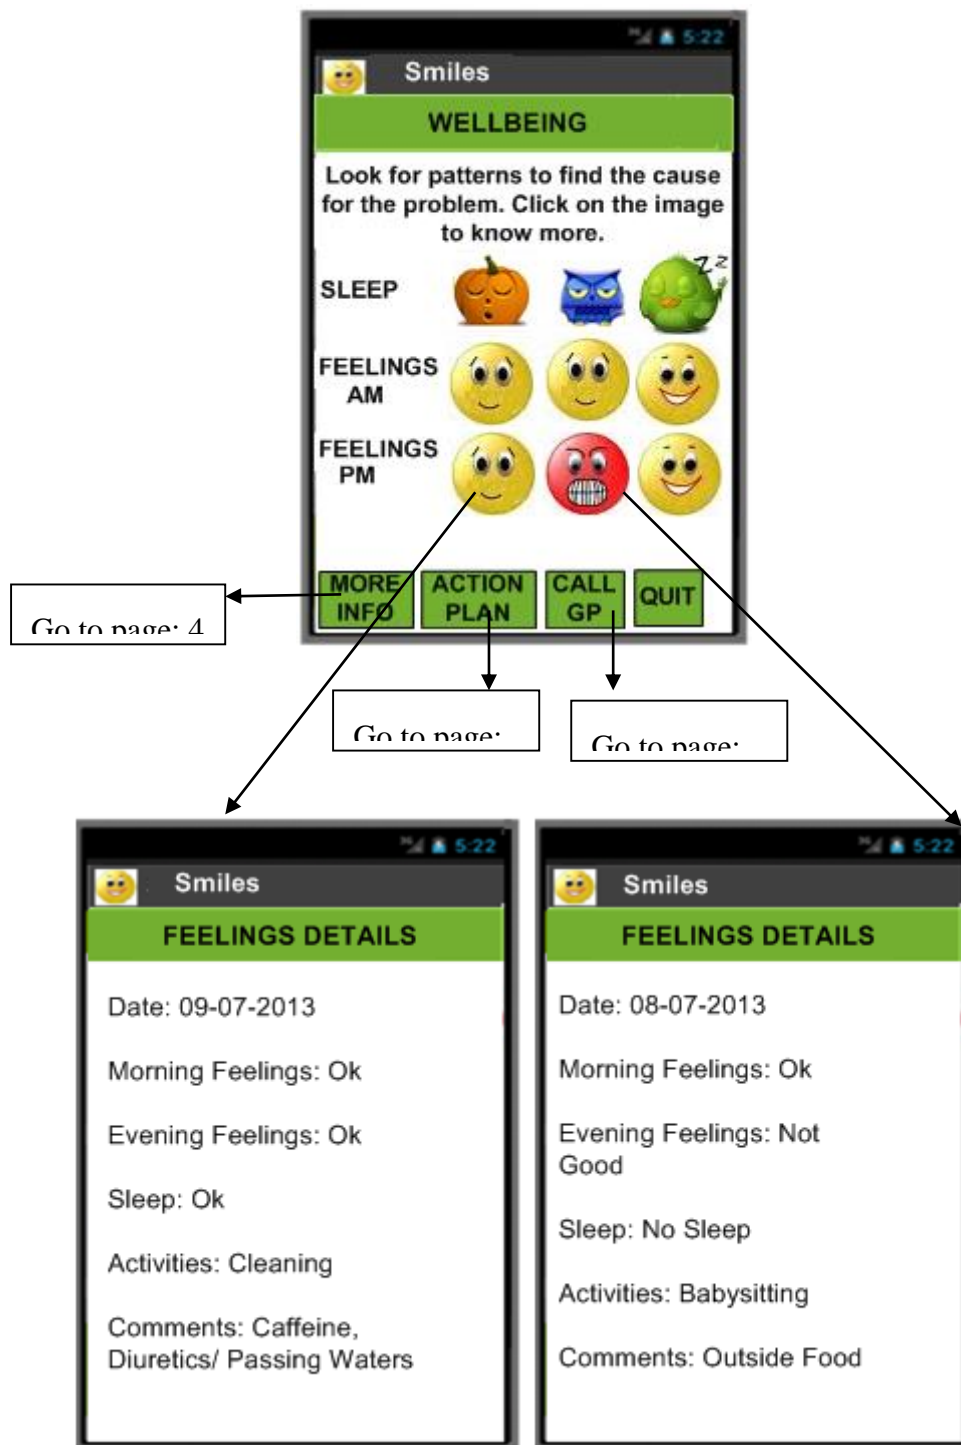 5:22
Smiles
WELLBEING
Look for patterns to find the cause
for the problem. Click on the image
to know more.
SLEEP
zz
FEELINGS
AM
FEELINGS
PM
MORE
INFO
ACTION
PLAN
CALL
GP
QUIT
Go to page: 4
Go to page:
Go to page:
5:22
Smiles
FEELINGS DETAILS
Date: 09-07-2013
Morning Feelings: Ok
Evening Feelings: Ok
Sleep: Ok
Activities: Cleaning
Comments: Caffeine,
Diuretics/ Passing Waters
5:22
Smiles
FEELINGS DETAILS
Date: 08-07-2013
Morning Feelings: Ok
Evening Feelings: Not
Good
Sleep: No Sleep
Activities: Babysitting
Comments: Outside Food